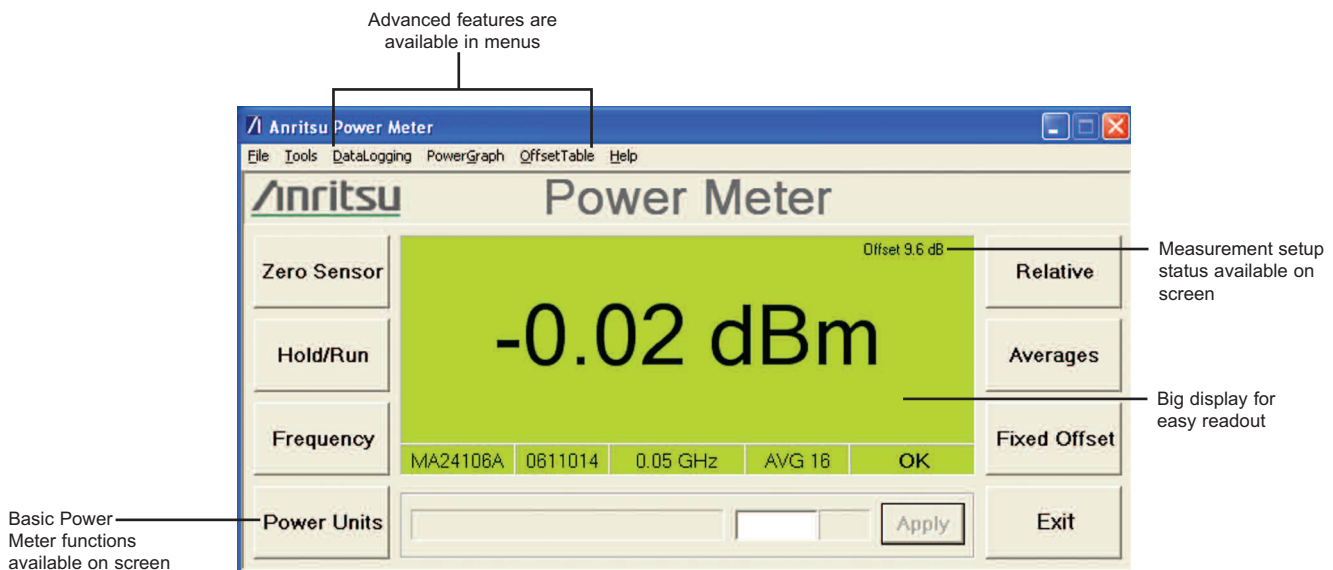 Advanced features are
available in menus
Anritsu Power Meter
File Tools DataLogging PowerGraph OffsetTable Help
Anritsu Power Meter
Zero Sensor
Hold/Run
Frequency
Power Units
Offset 9.6 dB
-0.02 dBm
MA24106A 0611014 0.05 GHz AVG 16 OK
Apply
Relative
Averages
Fixed Offset
Exit
Measurement setup
status available on
screen
Big display for
easy readout
Basic Power
Meter functions
available on screen